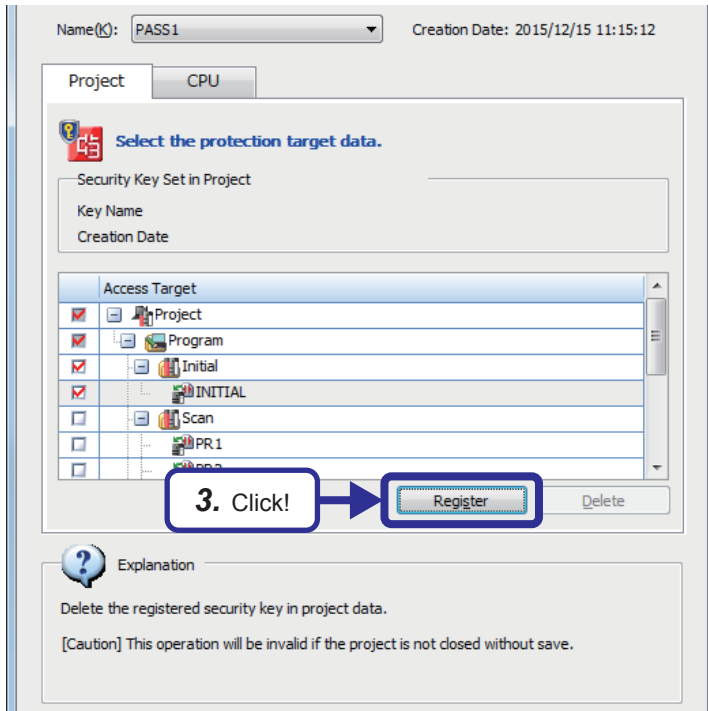 Name(K): PASS1 Creation Date: 2015/12/15 11:15:12
Project CPU
Select the protection target data.
Security Key Set in Project
Key Name
Creation Date
Access Target
Project
Program
Initial
INITIAL
Scan
PR1
3. Click! Register Delete
Explanation
Delete the registered security key in project data.
[Caution] This operation will be invalid if the project is not closed without save.